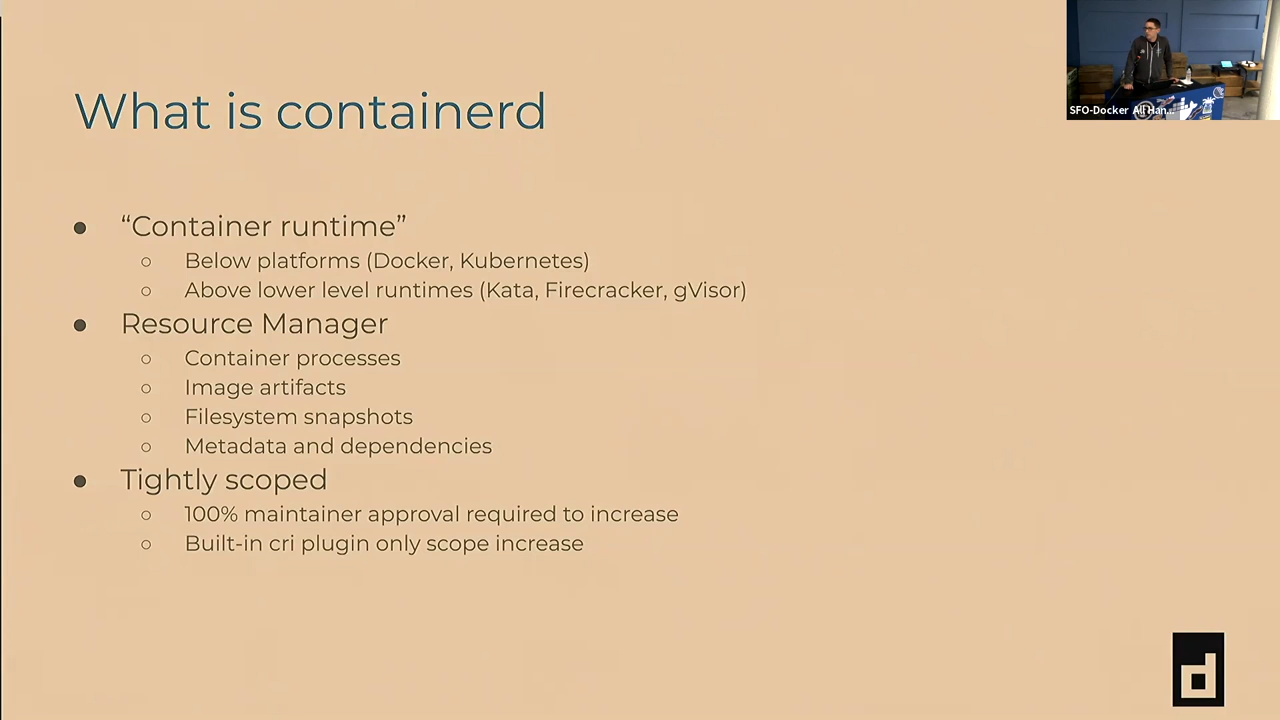 What is containerd
SFO-Docker All Han...
● “Container runtime”
○ Below platforms (Docker, Kubernetes)
○ Above lower level runtimes (Kata, Firecracker, gVisor)
● Resource Manager
○ Container processes
○ Image artifacts
○ Filesystem snapshots
○ Metadata and dependencies
● Tightly scoped
○ 100% maintainer approval required to increase
○ Built-in cri plugin only scope increase
d